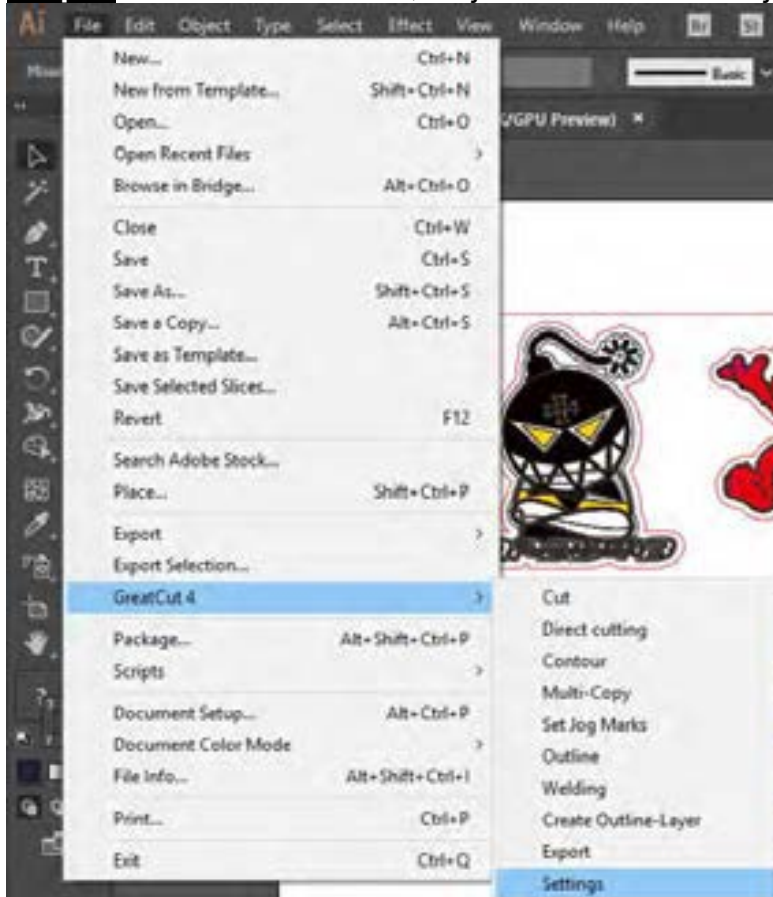 Ai File Edit Object Type Select Effect View Window Help Br St
Basic
New... Ctrl+N
New from Template... Shift+Ctrl+N
Open... Ctrl+O
/GPU Preview) ×
Open Recent Files >
Browse in Bridge... Alt+Ctrl+O
Close Ctrl+W
Save Ctrl+S
Save As... Shift+Ctrl+S
Save a Copy... Alt+Ctrl+S
Save as Template...
Save Selected Slices...
Revert F12
Search Adobe Stock...
Place... Shift+Ctrl+P
Export >
Export Selection...
GreatCut 4 >
Package... Alt+Shift+Ctrl+P
Scripts >
Document Setup... Alt+Ctrl+P
Document Color Mode >
File Info... Alt+Shift+Ctrl+I
Print... Ctrl+P
Exit Ctrl+Q
Cut
Direct cutting
Contour
Multi-Copy
Set Jog Marks
Outline
Welding
Create Outline-Layer
Export
Settings